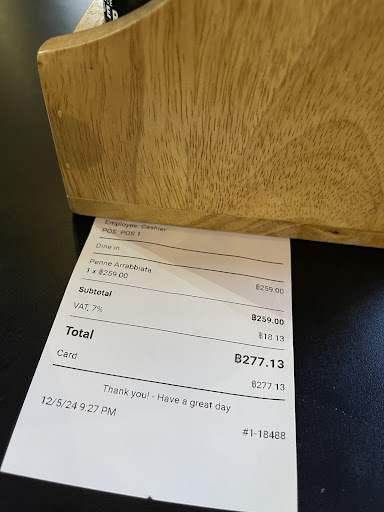 Employee: Cashier
POS: POS 1
Dine in
Penne Arrabbiata ฿259.00
1 x ฿259.00
Subtotal ฿259.00
VAT, 7% ฿18.13
Total ฿277.13
Card ฿277.13
Thank you! - Have a great day
12/5/24 9:27 PM #1-18488